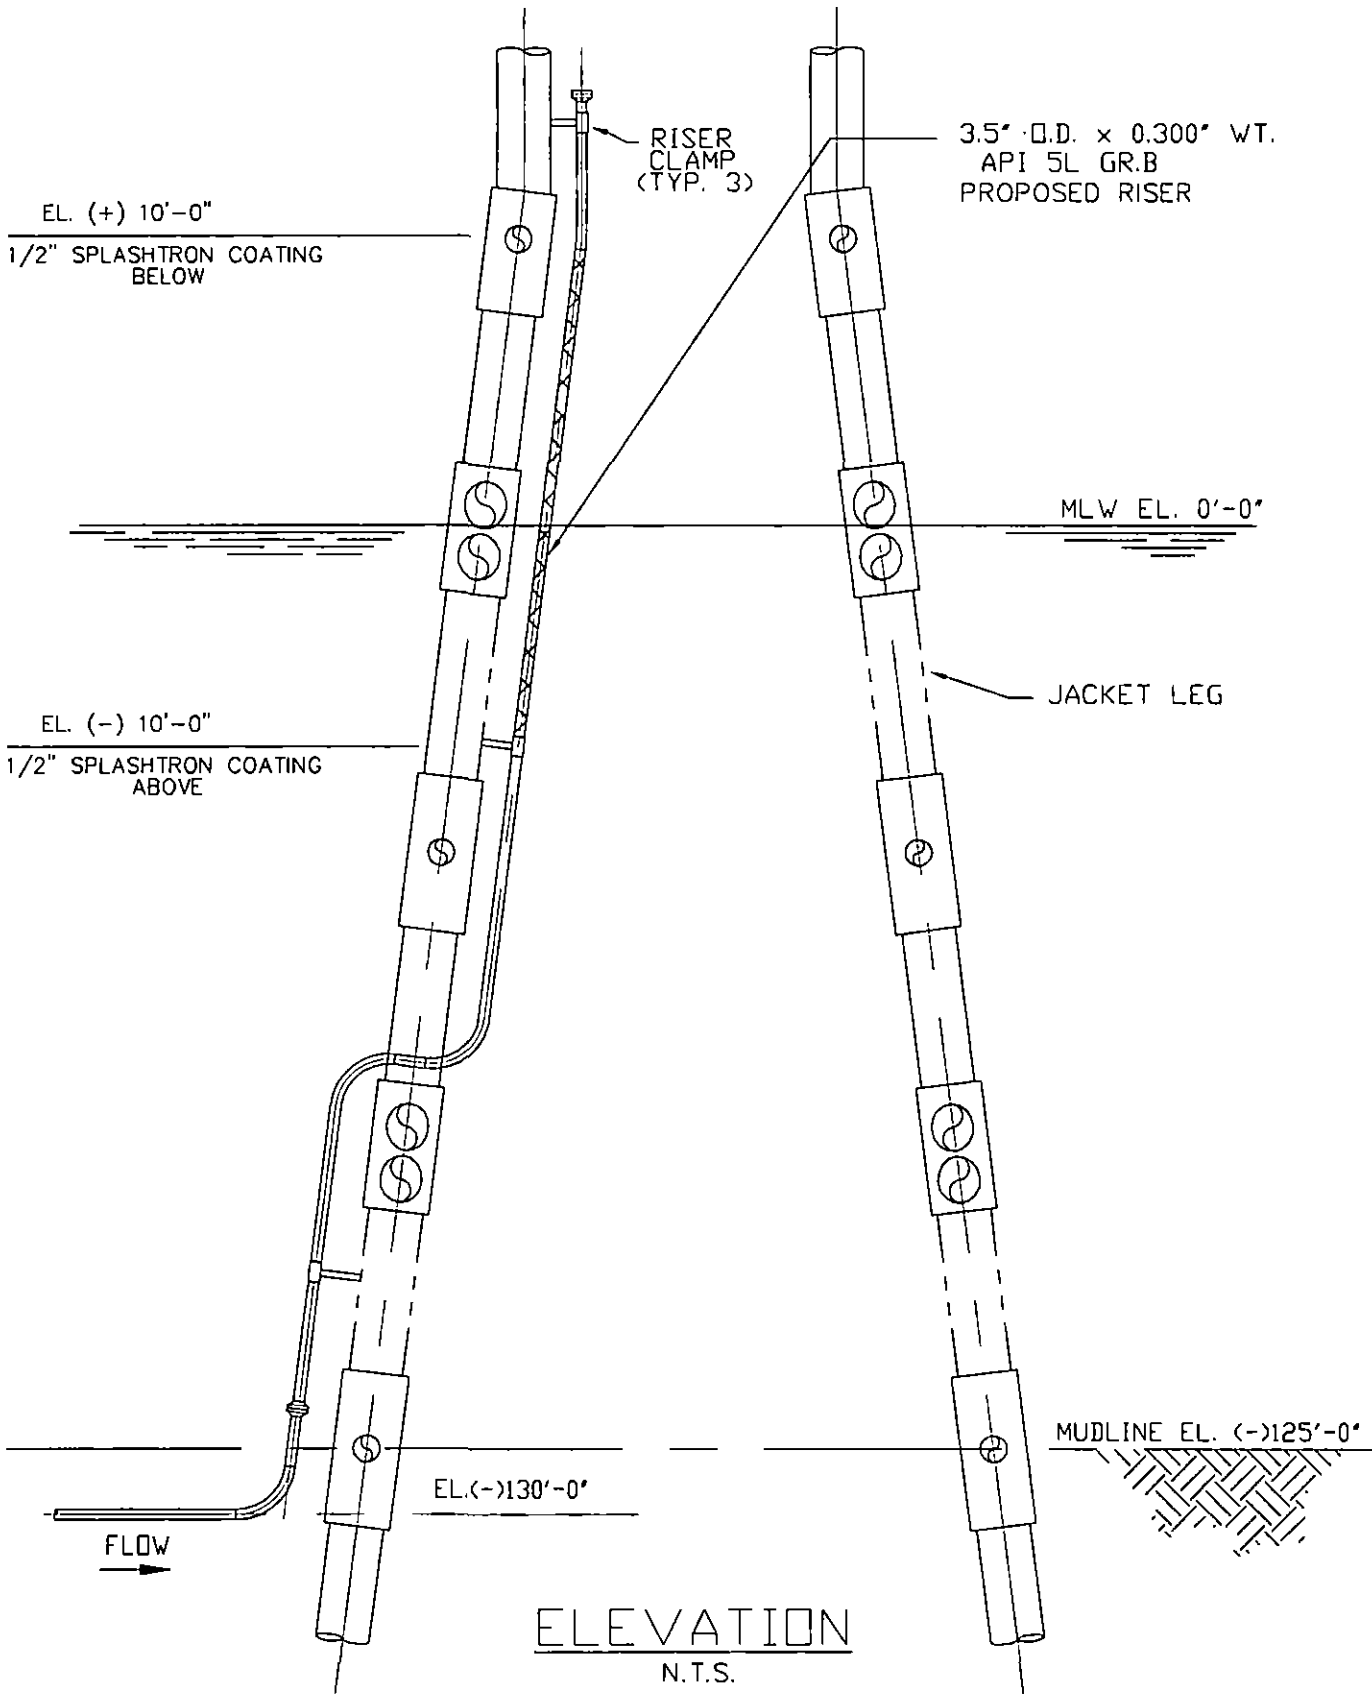 RISER
CLAMP
(TYP. 3)
3.5" O.D. x 0.300" WT.
API 5L GR.B
PROPOSED RISER
EL. (+) 10'-0"
1/2" SPLASHTRON COATING
BELOW
MLW EL. 0'-0"
JACKET LEG
EL. (-) 10'-0"
1/2" SPLASHTRON COATING
ABOVE
MUDLINE EL. (-)125'-0"
EL.(-)130'-0"
FLOW
ELEVATION
N.T.S.